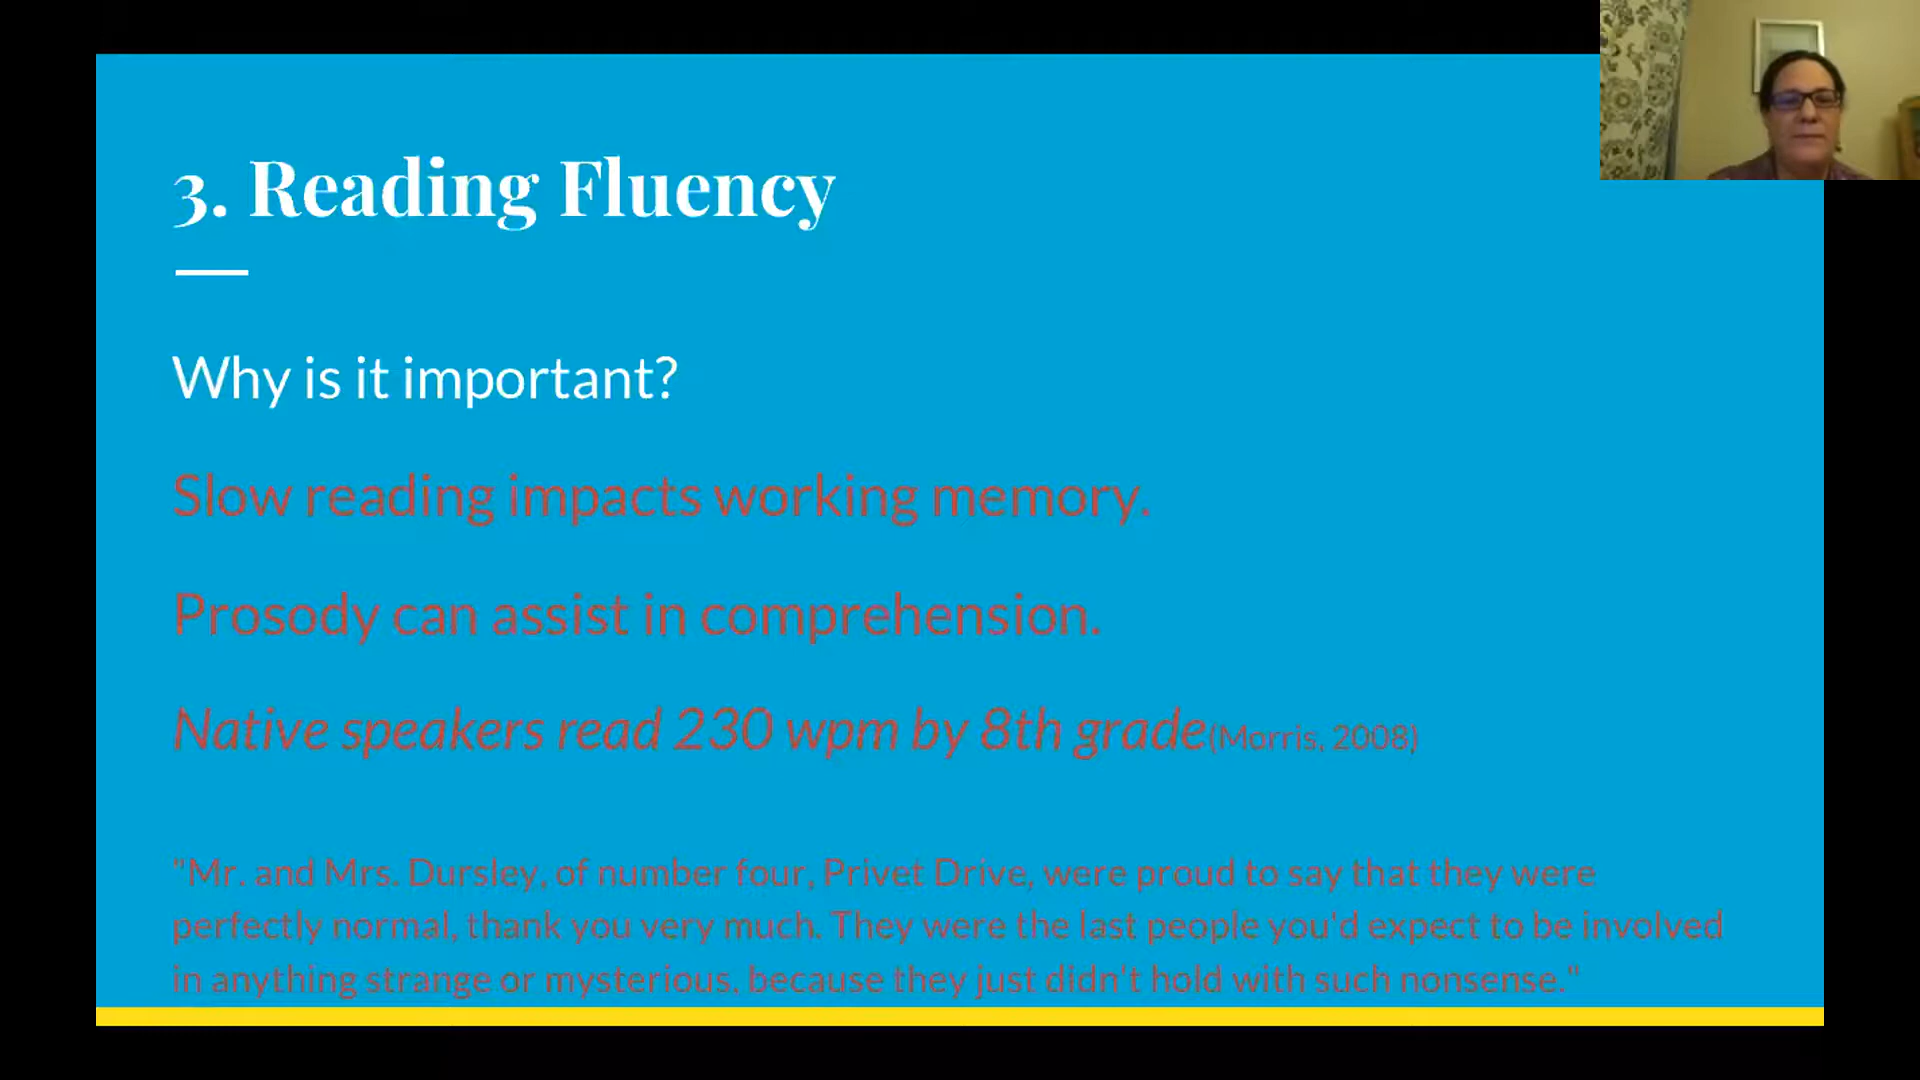 3. Reading Fluency
Why is it important?
Slow reading impacts working memory.
Prosody can assist in comprehension.
Native speakers read 230 wpm by 8th grade(Morris, 2008)
"Mr. and Mrs. Dursley, of number four, Privet Drive, were proud to say that they were
perfectly normal, thank you very much. They were the last people you'd expect to be involved
in anything strange or mysterious, because they just didn't hold with such nonsense."